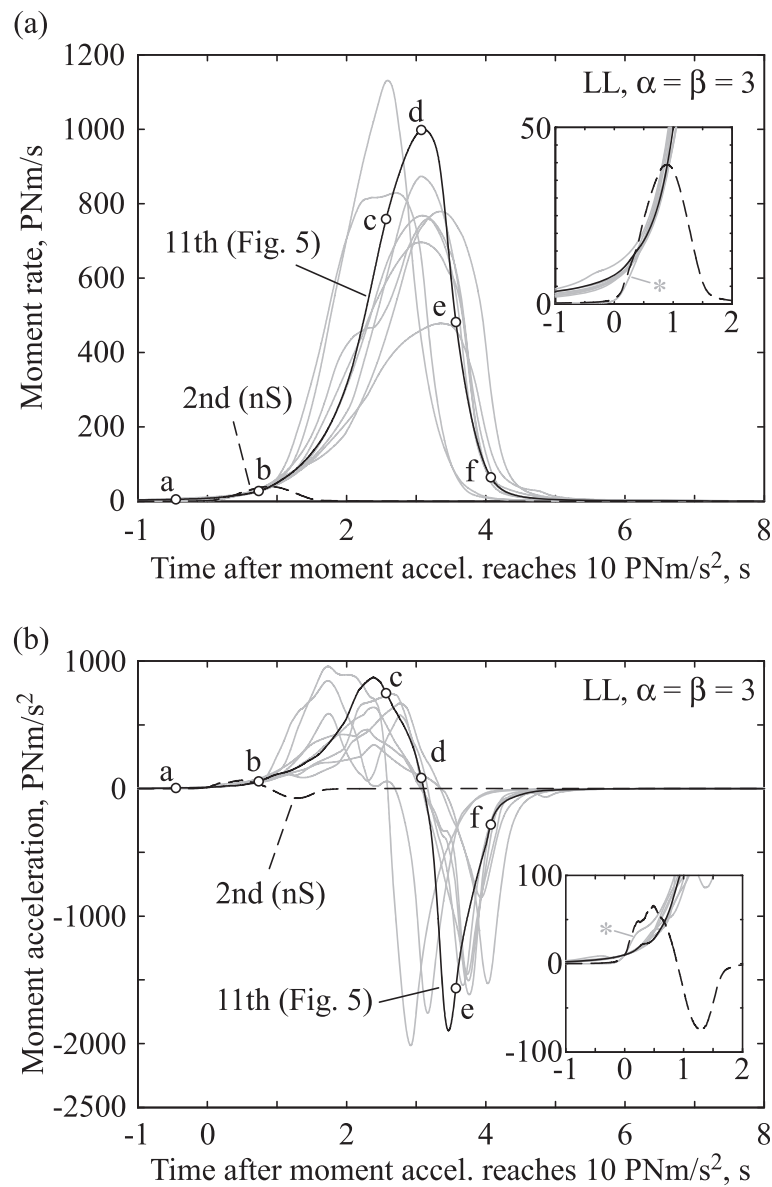 (a)
1200
1000
800
600
400
200
0
Moment rate, PNm/s
LL, α = β = 3
d
c
11th (Fig. 5)
e
2nd (nS)
a
b
f
50
0
*
-1 0 1 2
-1 0 2 4 6 8
Time after moment accel. reaches 10 PNm/s², s
(b)
1000
0
-1000
-2000
-2500
Moment acceleration, PNm/s²
LL, α = β = 3
c
a
b
d
f
2nd (nS)
11th (Fig. 5)
e
100
0
-100
*
-1 0 1 2
-1 0 2 4 6 8
Time after moment accel. reaches 10 PNm/s², s